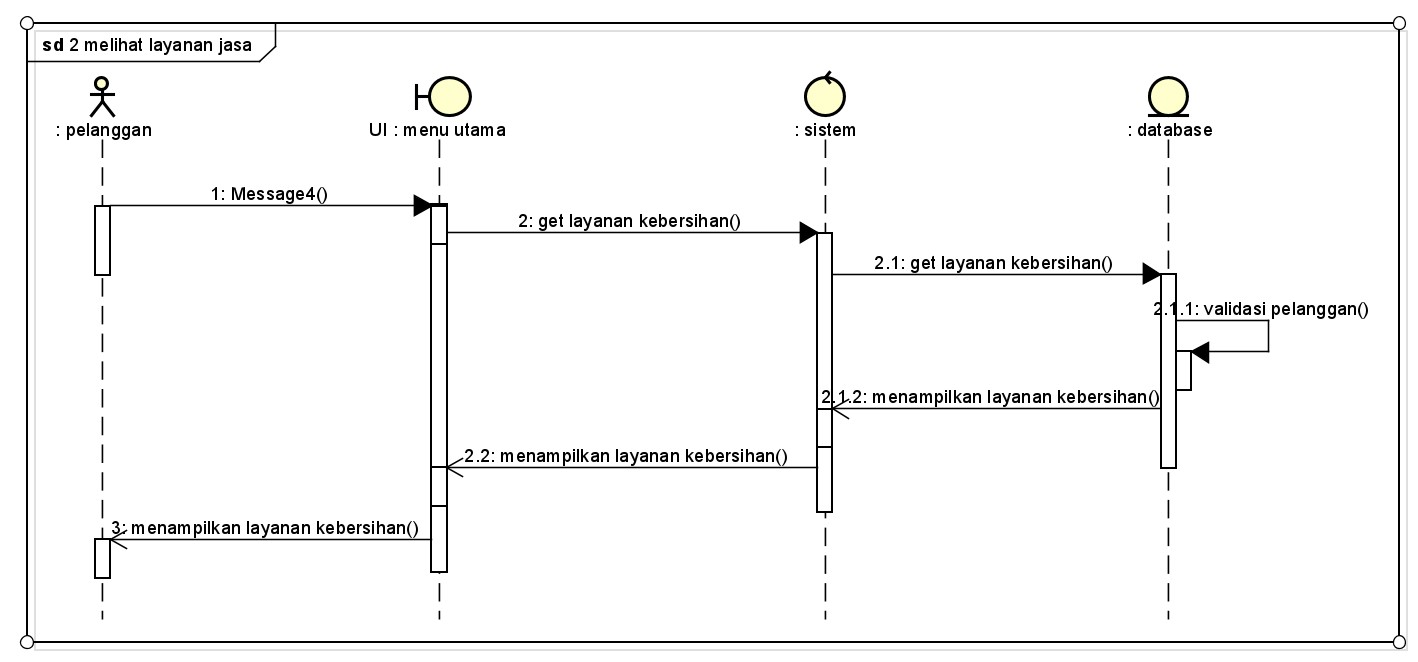 sd 2 melihat layanan jasa
: pelanggan
UI : menu utama
: sistem
: database
1: Message4()
2: get layanan kebersihan()
2.1: get layanan kebersihan()
2.1.1: validasi pelanggan()
2.1.2: menampilkan layanan kebersihan()
2.2: menampilkan layanan kebersihan()
3: menampilkan layanan kebersihan()